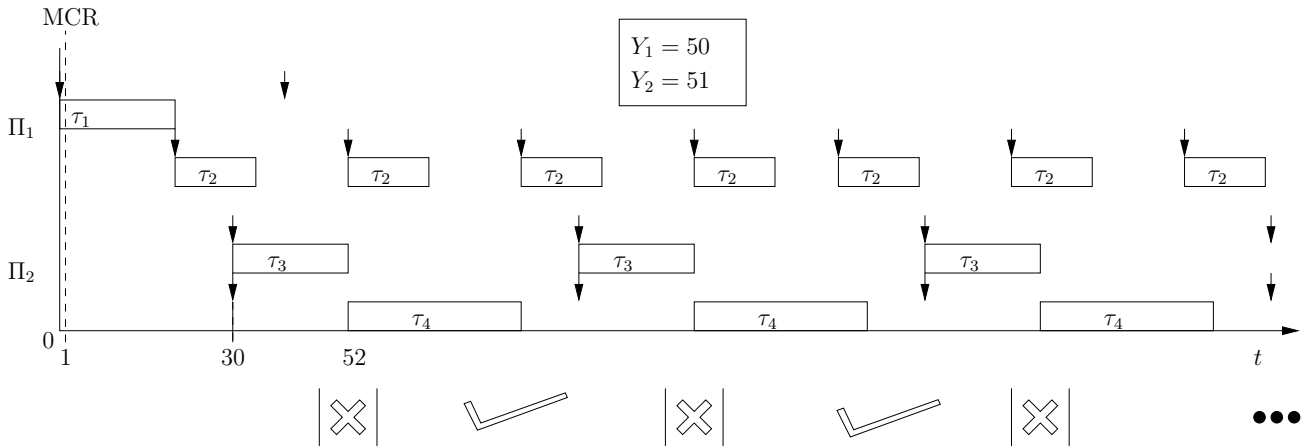 MCR
Y₁ = 50
Y₂ = 51
Π₁
τ₁
τ₂ τ₂ τ₂ τ₂ τ₂ τ₂ τ₂
Π₂
τ₃ τ₃ τ₃
τ₄ τ₄ τ₄
0
1 30 52 t